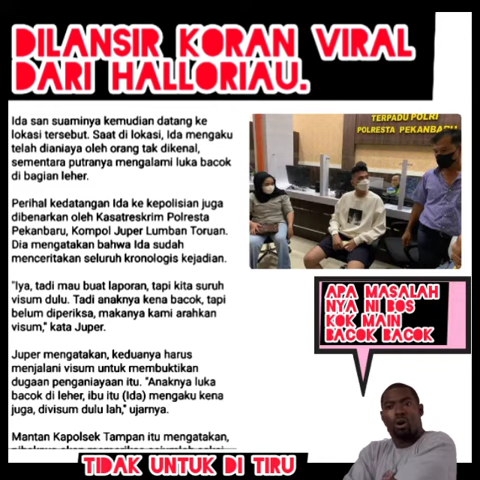 DILANSIR KORAN VIRAL
DARI HALLORIAU.
Ida san suaminya kemudian datang ke
lokasi tersebut. Saat di lokasi, Ida mengaku
telah dianiaya oleh orang tak dikenal,
sementara putranya mengalami luka bacok
di bagian leher.
Perihal kedatangan Ida ke kepolisian juga
dibenarkan oleh Kasatreskrim Polresta
Pekanbaru, Kompol Juper Lumban Toruan.
Dia mengatakan bahwa Ida sudah
menceritakan seluruh kronologis kejadian.
"Iya, tadi mau buat laporan, tapi kita suruh
visum dulu. Tadi anaknya kena bacok, tapi
belum diperiksa, makanya kami arahkan
visum," kata Juper.
Juper mengatakan, keduanya harus
menjalani visum untuk membuktikan
dugaan penganiayaan itu. "Anaknya luka
bacok di leher, ibu itu (Ida) mengaku kena
juga, divisum dulu lah," ujarnya.
Mantan Kapolsek Tampan itu mengatakan,
TERPADU POLRI
POLRESTA PEKANBARU
APA MASALAH
NYA NI BOS
KOK MAIN
BACOK BACOK
TIDAK UNTUK DI TIRU